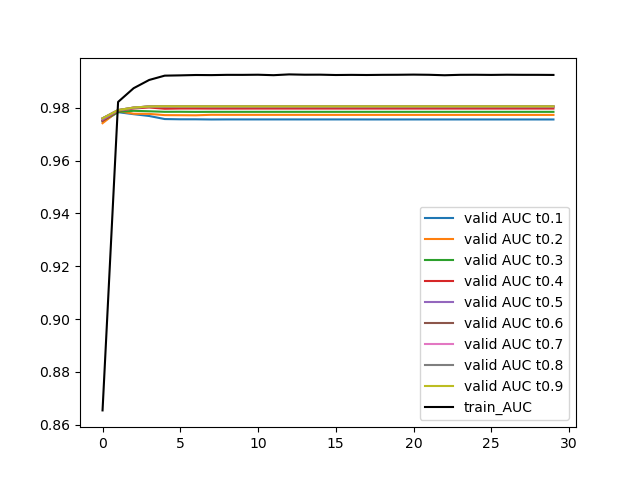 0.98
0.96
0.94
0.92
0.90
0.88
0.86
0 5 10 15 20 25 30
valid AUC t0.1
valid AUC t0.2
valid AUC t0.3
valid AUC t0.4
valid AUC t0.5
valid AUC t0.6
valid AUC t0.7
valid AUC t0.8
valid AUC t0.9
train_AUC